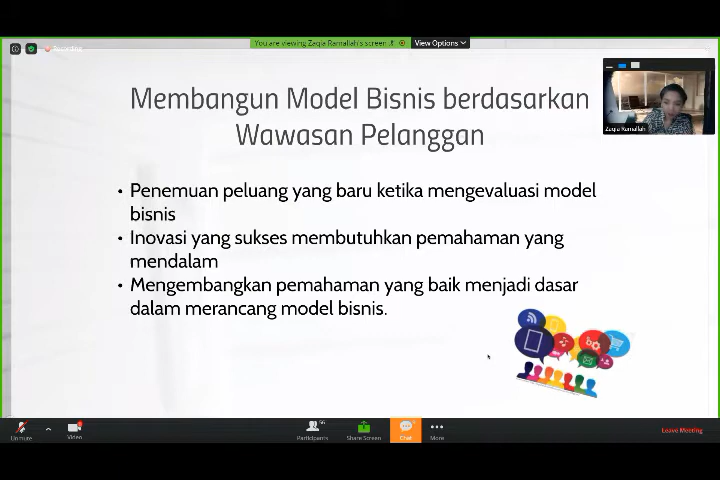 Recording
You are viewing Zaqia Ramallah's screen
View Options
Zaqia Ramallah
Membangun Model Bisnis berdasarkan
Wawasan Pelanggan
• Penemuan peluang yang baru ketika mengevaluasi model
bisnis
• Inovasi yang sukses membutuhkan pemahaman yang
mendalam
• Mengembangkan pemahaman yang baik menjadi dasar
dalam merancang model bisnis.
Unmute
Video
Participants
Share Screen
Chat
More
Leave Meeting